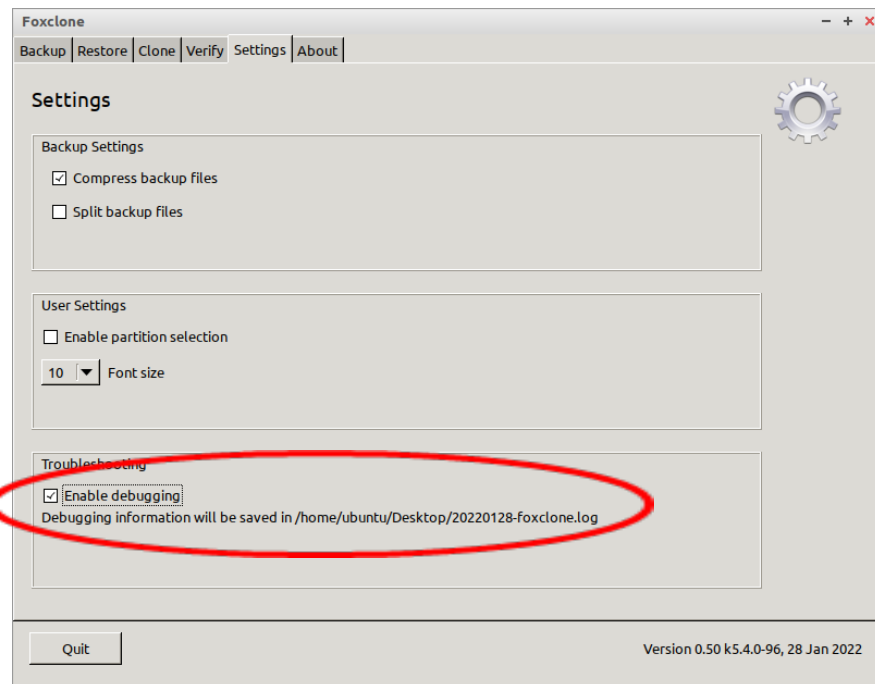 Foxclone
Backup Restore Clone Verify Settings About
Settings
Backup Settings
Compress backup files
Split backup files
User Settings
Enable partition selection
10 Font size
Troubleshooting
Enable debugging
Debugging information will be saved in /home/ubuntu/Desktop/20220128-foxclone.log
Quit
Version 0.50 k5.4.0-96, 28 Jan 2022